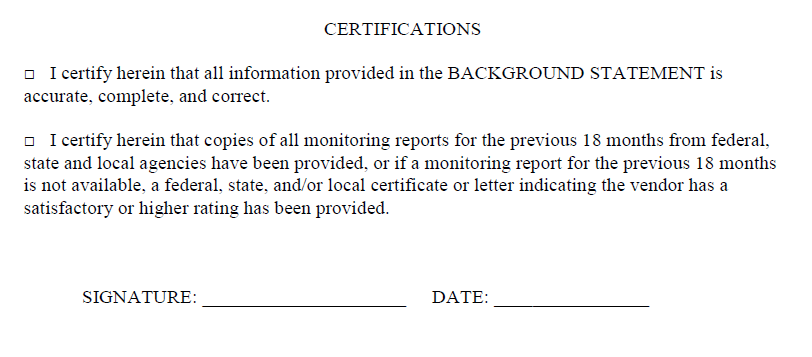 CERTIFICATIONS
□ I certify herein that all information provided in the BACKGROUND STATEMENT is
accurate, complete, and correct.
□ I certify herein that copies of all monitoring reports for the previous 18 months from federal,
state and local agencies have been provided, or if a monitoring report for the previous 18 months
is not available, a federal, state, and/or local certificate or letter indicating the vendor has a
satisfactory or higher rating has been provided.
SIGNATURE: _____________________ DATE: ________________